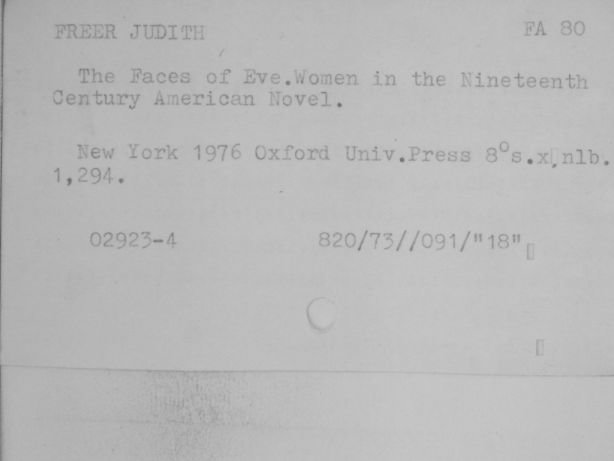 FREER JUDITH FA 80
The Faces of Eve.Women in the Nineteenth
Century American Novel.
New York 1976 Oxford Univ.Press 8°s.x,nlb.
1,294.
02923-4 820/73//091/"18"